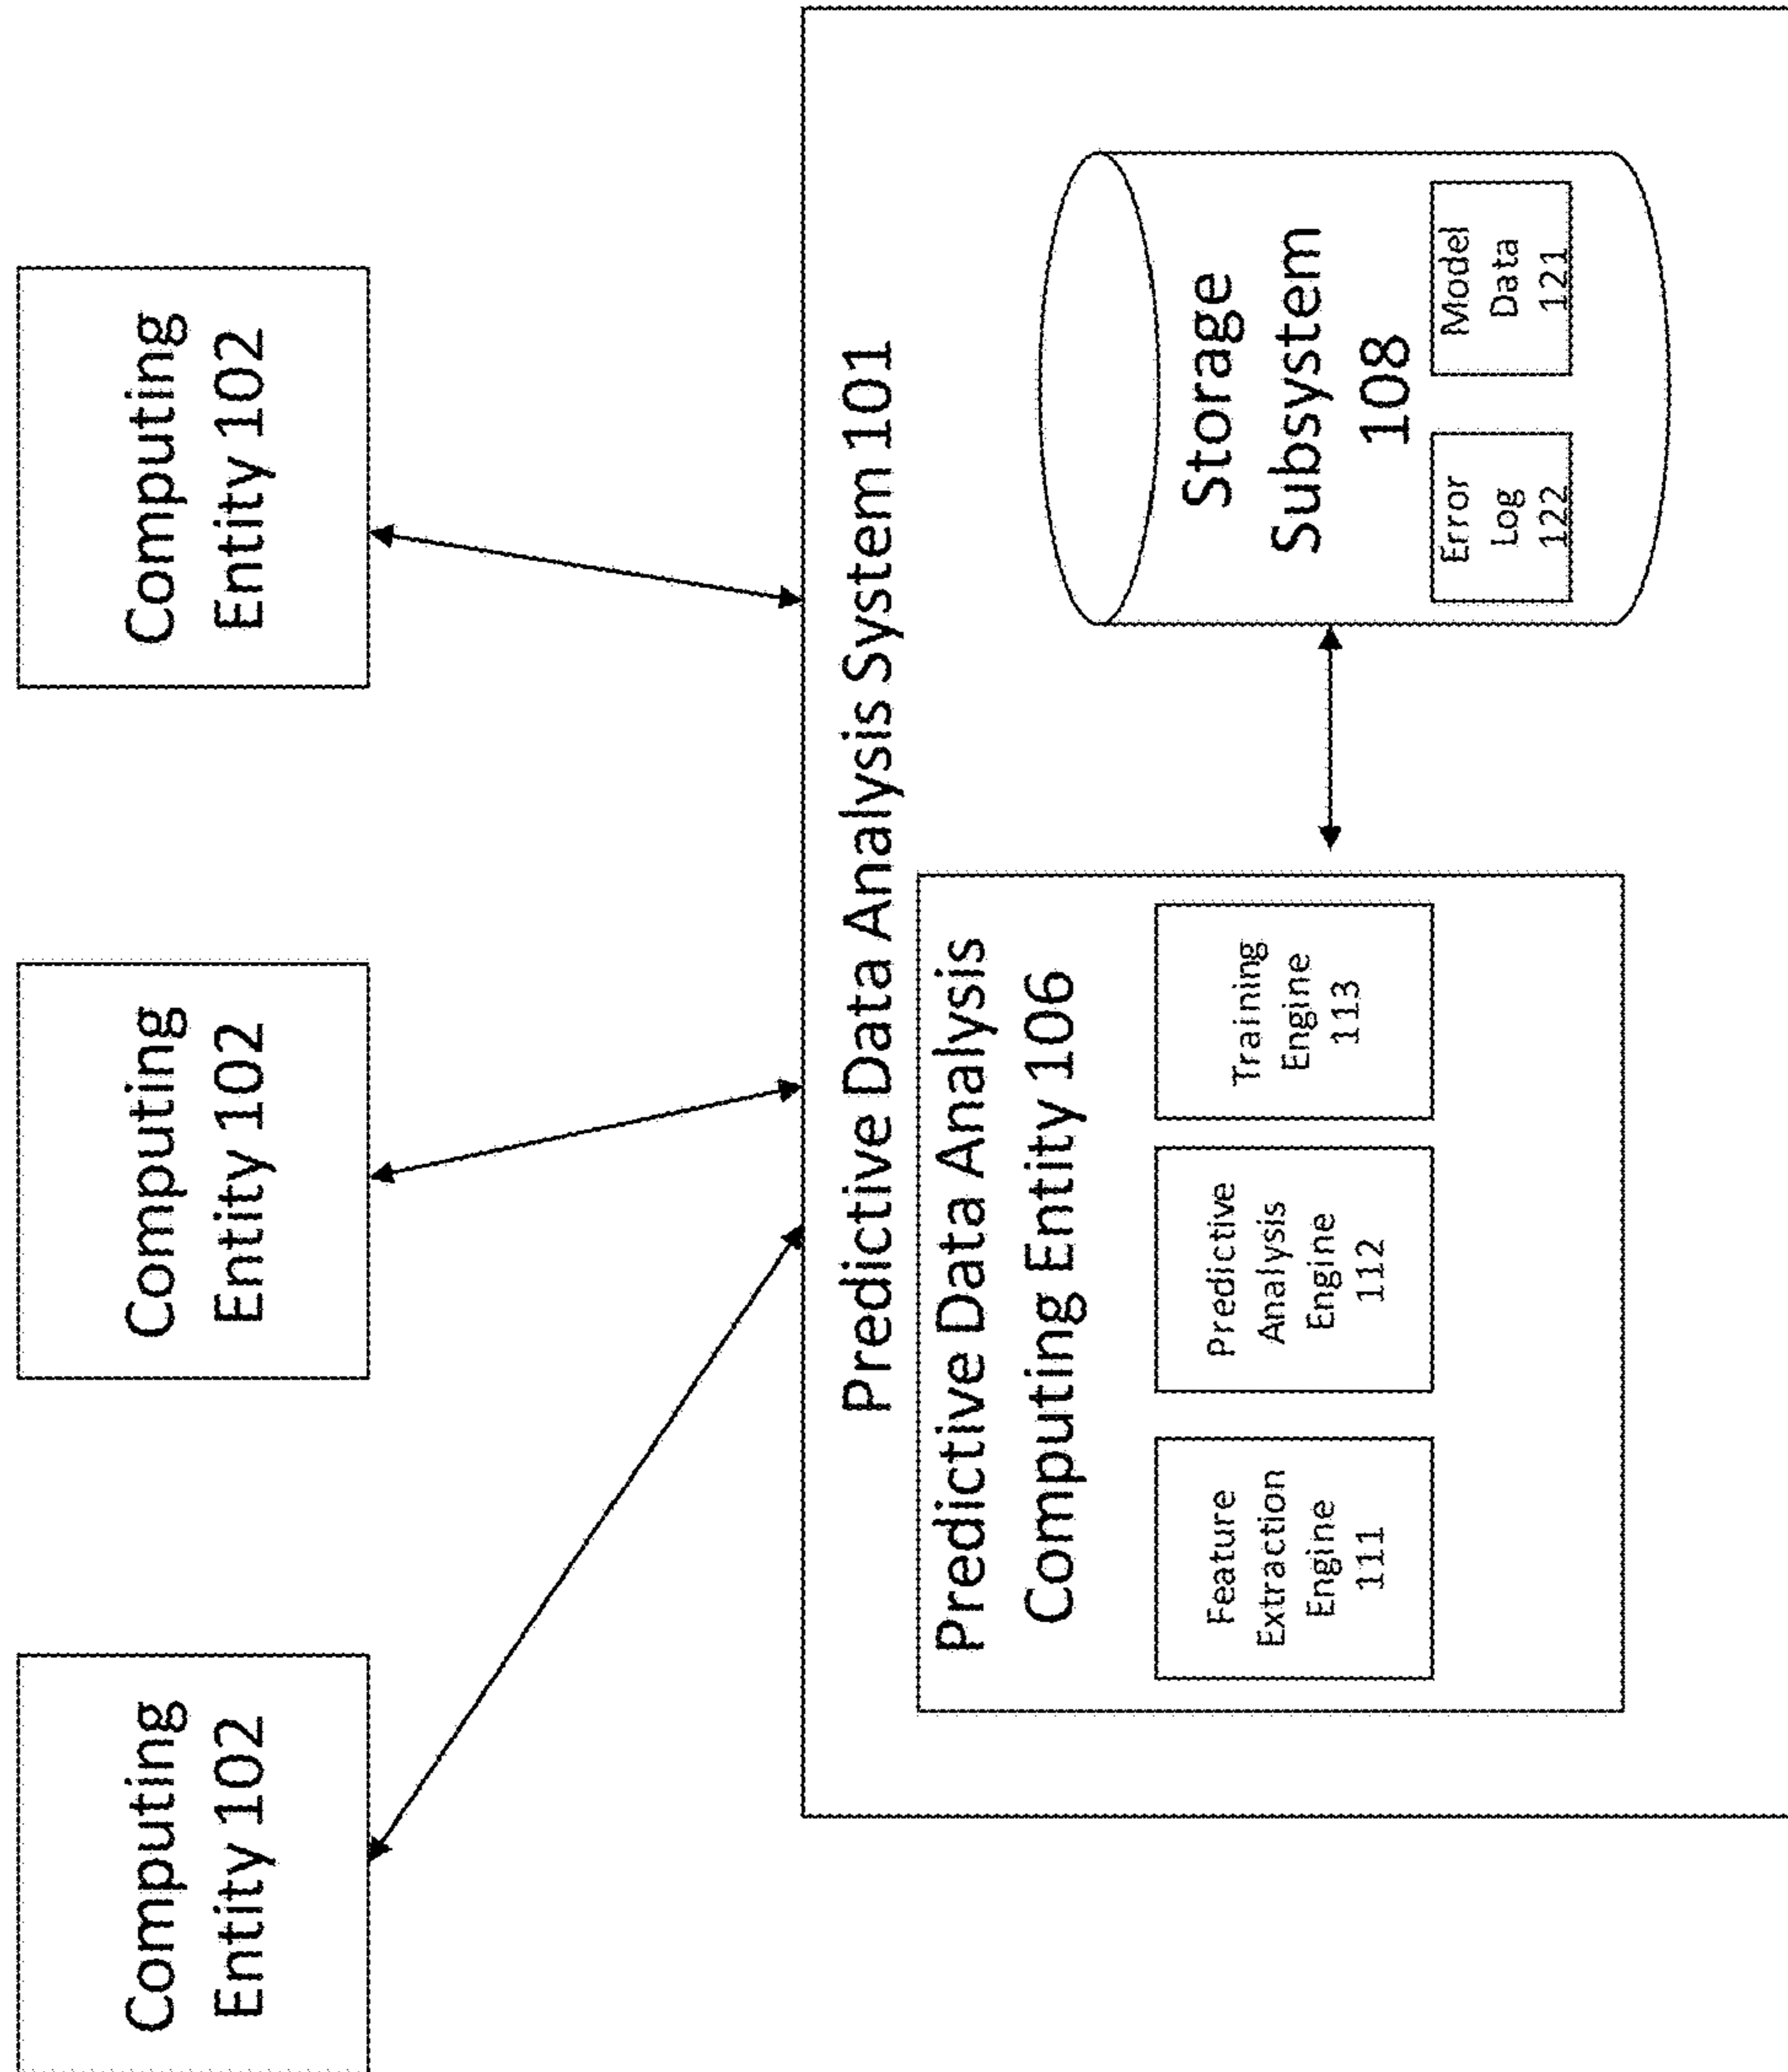 Computing
Entity 102
Computing
Entity 102
Computing
Entity 102
Predictive Data Analysis System 101
Predictive Data Analysis
Computing Entity 106
Feature
Extraction
Engine
111
Predictive
Analysis
Engine
112
Training
Engine
113
Storage
Subsystem
108
Error
Log
122
Model
Data
121